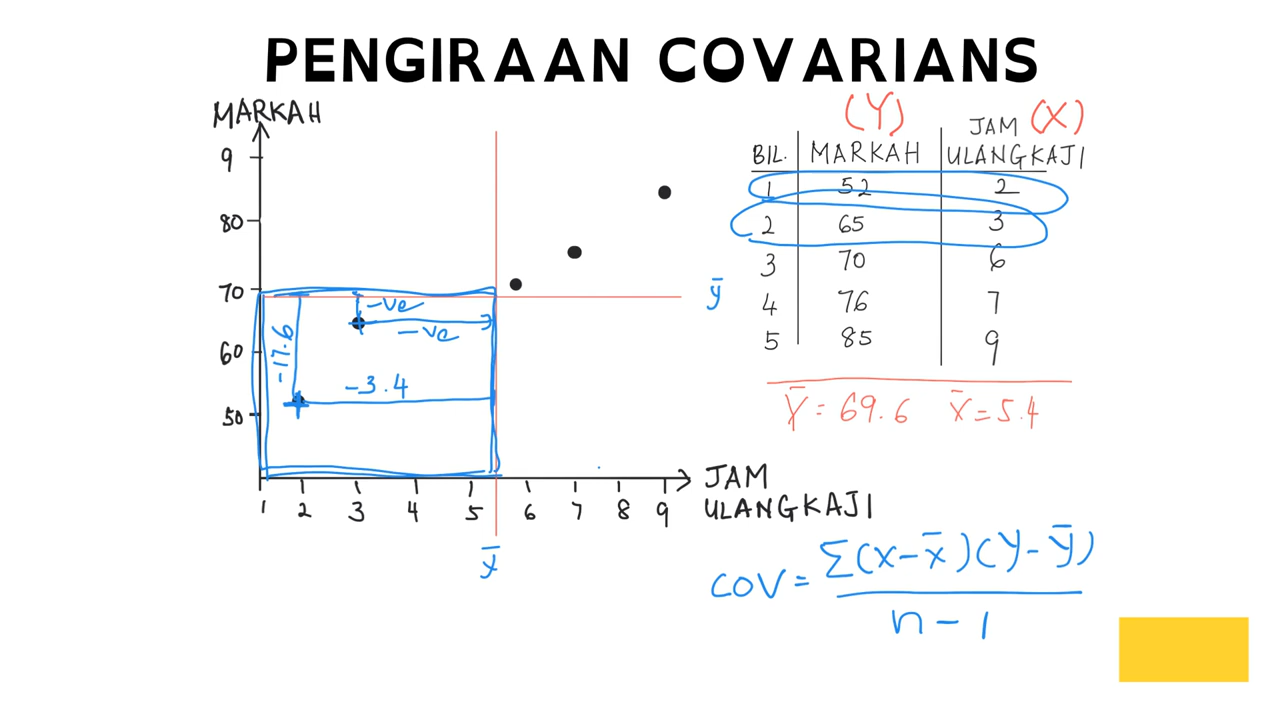 PENGIRAAN COVARIANS
MARKAH
9
80
70
60
50
-17.6
-ve
-ve
-3.4
1 2 3 4 5 6 7 8 9
JAM
ULANGKAJI
x̄
ȳ
(Y) (X)
BIL. MARKAH JAM ULANGKAJI
1 52 2
2 65 3
3 70 6
4 76 7
5 85 9
Ȳ = 69.6 x̄ = 5.4
COV = Σ(x-x̄)(y-ȳ)
n-1